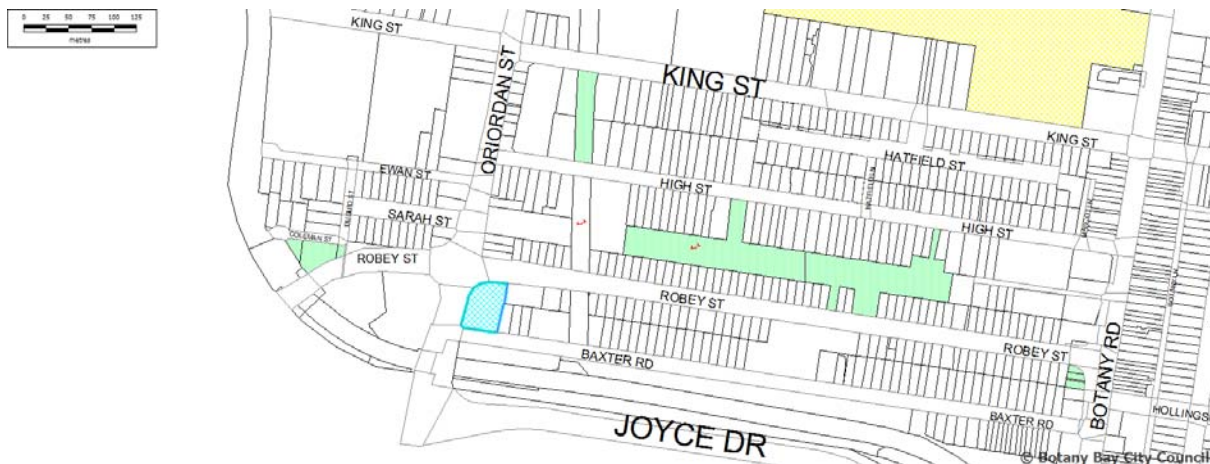 0 25 50 75 100 125
metres
KING ST
ORIORDAN ST
KING ST
KING ST
HATFIELD ST
EWAN ST
HIGH ST
SARAH ST
HIGH ST
COLEMAN ST
ROBEY ST
ROBEY ST
ROBEY ST
BAXTER RD
BOTANY RD
BAXTER RD
HOLLINGS
JOYCE DR
© Botany Bay City Council